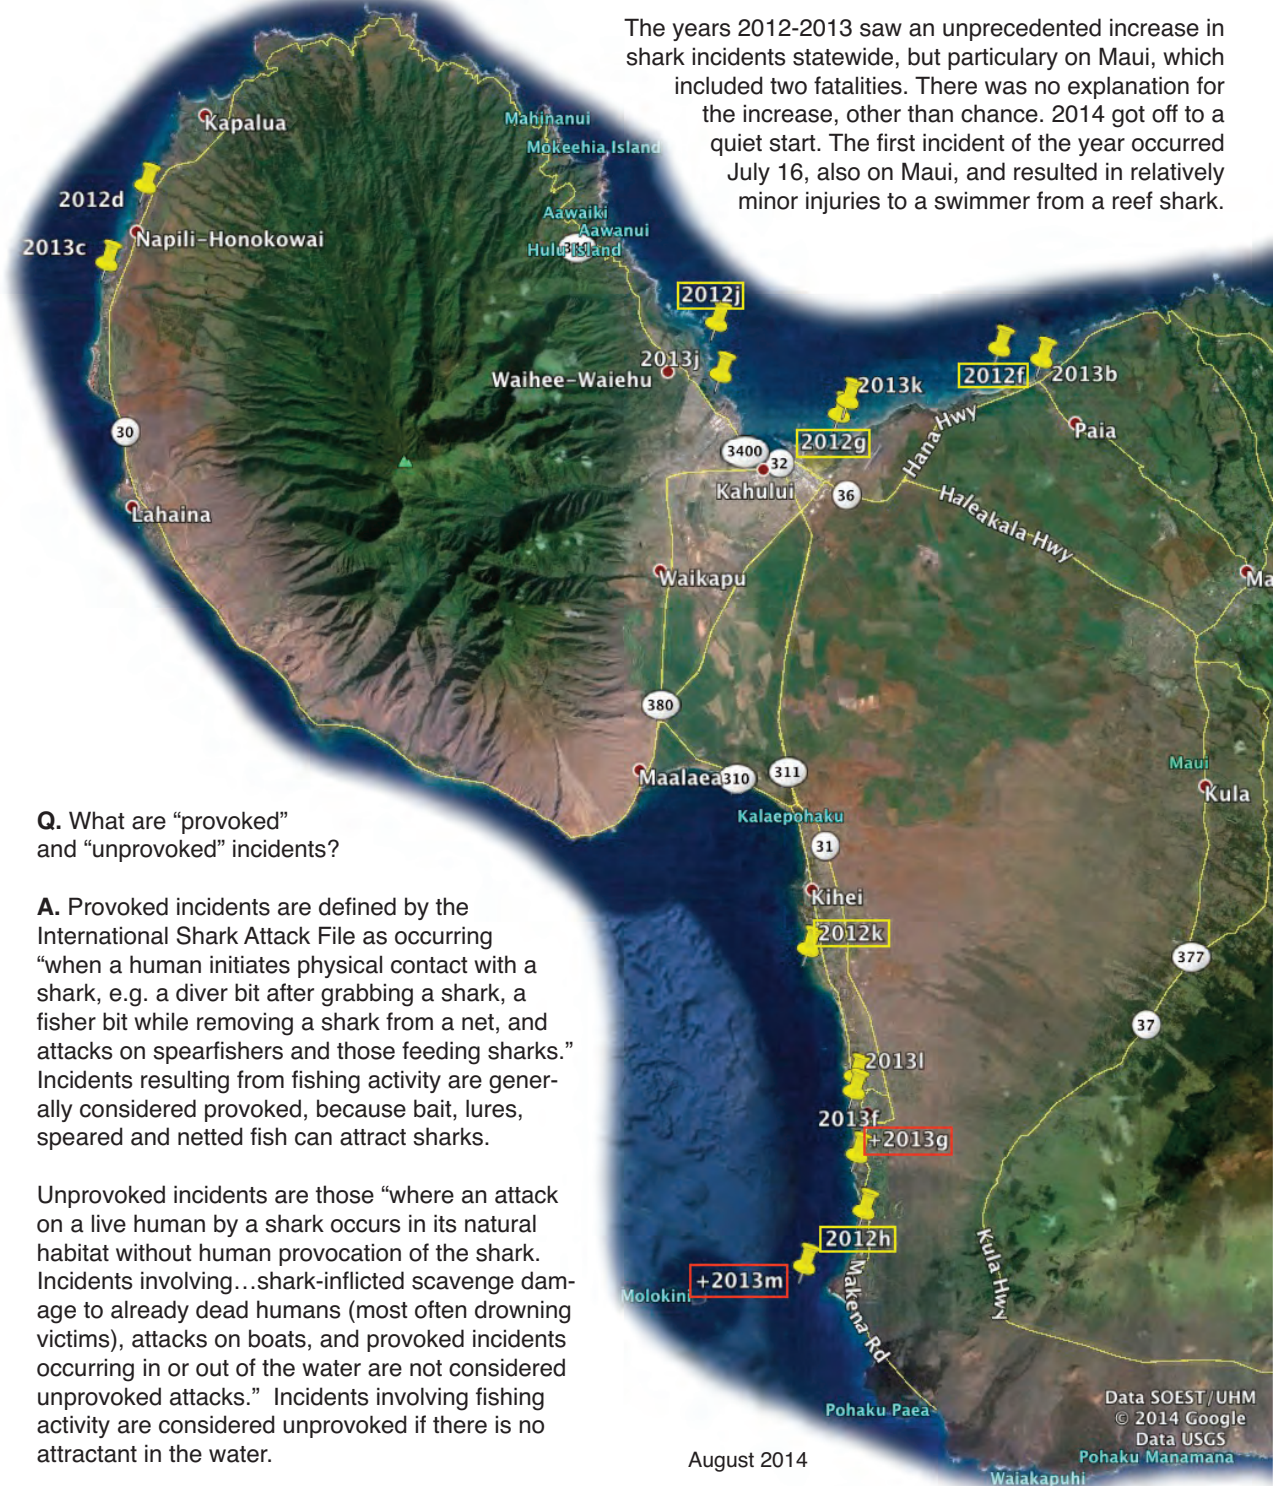 The years 2012-2013 saw an unprecedented increase in
shark incidents statewide, but particulary on Maui, which
included two fatalities. There was no explanation for
the increase, other than chance. 2014 got off to a
quiet start. The first incident of the year occurred
July 16, also on Maui, and resulted in relatively
minor injuries to a swimmer from a reef shark.
Kapalua
Mahinanui
Mokeehia Island
2012d
Napili-Honokowai
2013c
Aawaiki
Aawanui
Hulu Island
2012j
2013j
Waihee-Waiehu
2012f
2013b
2013k
2012g
Hana Hwy
Paia
30
3400
32
Kahului
36
Haleakala Hwy
Lahaina
Waikapu
Ma
380
Maalaea
310
311
Maui
Kula
Kalaepohaku
31
Kihei
2012k
377
37
2013l
2013f
+2013g
2012h
+2013m
Molokini
Makena Rd
Kula Hwy
Pohaku Paea
Data SOEST/UHM
© 2014 Google
Data USGS
Pohaku Manamana
Waiakapuhi
Q. What are “provoked”
and “unprovoked” incidents?
A. Provoked incidents are defined by the
International Shark Attack File as occurring
“when a human initiates physical contact with a
shark, e.g. a diver bit after grabbing a shark, a
fisher bit while removing a shark from a net, and
attacks on spearfishers and those feeding sharks.”
Incidents resulting from fishing activity are gener-
ally considered provoked, because bait, lures,
speared and netted fish can attract sharks.
Unprovoked incidents are those “where an attack
on a live human by a shark occurs in its natural
habitat without human provocation of the shark.
Incidents involving…shark-inflicted scavenge dam-
age to already dead humans (most often drowning
victims), attacks on boats, and provoked incidents
occurring in or out of the water are not considered
unprovoked attacks.”  Incidents involving fishing
activity are considered unprovoked if there is no
attractant in the water.
August 2014